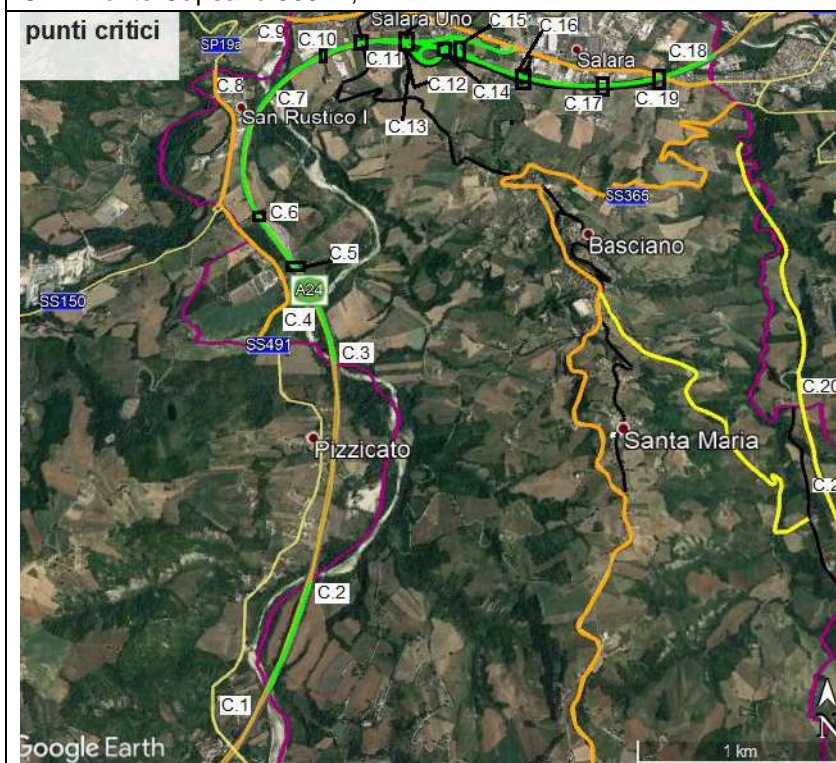 punti critici
SP19a
C.9
C.10
Salara Uno
C.15
C.16
C.11
C.12
C.13
C.14
Salara
C.17
C.18
C.19
C.8
C.7
San Rustico I
SS365
C.6
Basciano
C.5
A24
SS150
C.4
SS491
C.3
C.20
Pizzicato
Santa Maria
C.2
C.1
N
Google Earth
1 km